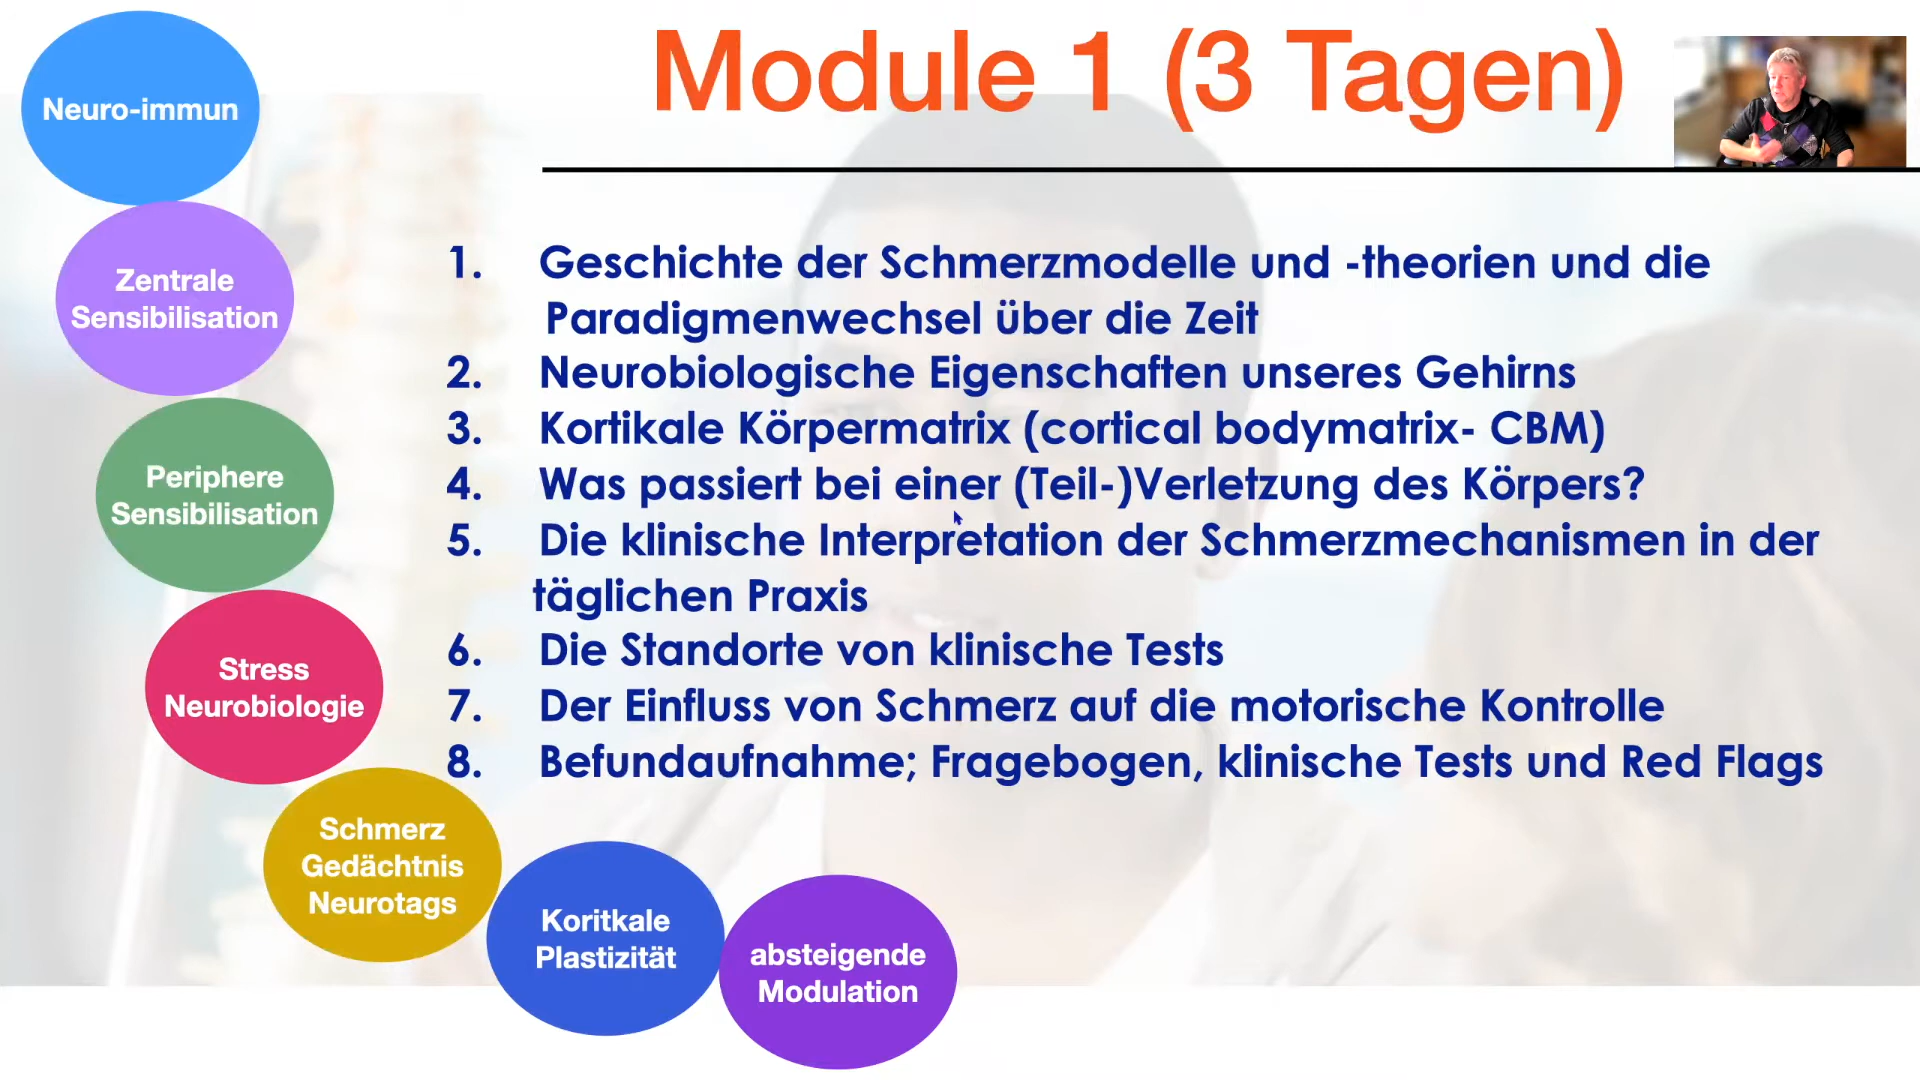 Module 1 (3 Tagen)
Neuro-immun
Zentrale
Sensibilisation
Periphere
Sensibilisation
Stress
Neurobiologie
Schmerz
Gedächtnis
Neurotags
Koritkale
Plastizität
absteigende
Modulation
1. Geschichte der Schmerzmodelle und -theorien und die
Paradigmenwechsel über die Zeit
2. Neurobiologische Eigenschaften unseres Gehirns
3. Kortikale Körpermatrix (cortical bodymatrix- CBM)
4. Was passiert bei einer (Teil-)Verletzung des Körpers?
5. Die klinische Interpretation der Schmerzmechanismen in der
täglichen Praxis
6. Die Standorte von klinische Tests
7. Der Einfluss von Schmerz auf die motorische Kontrolle
8. Befundaufnahme; Fragebogen, klinische Tests und Red Flags